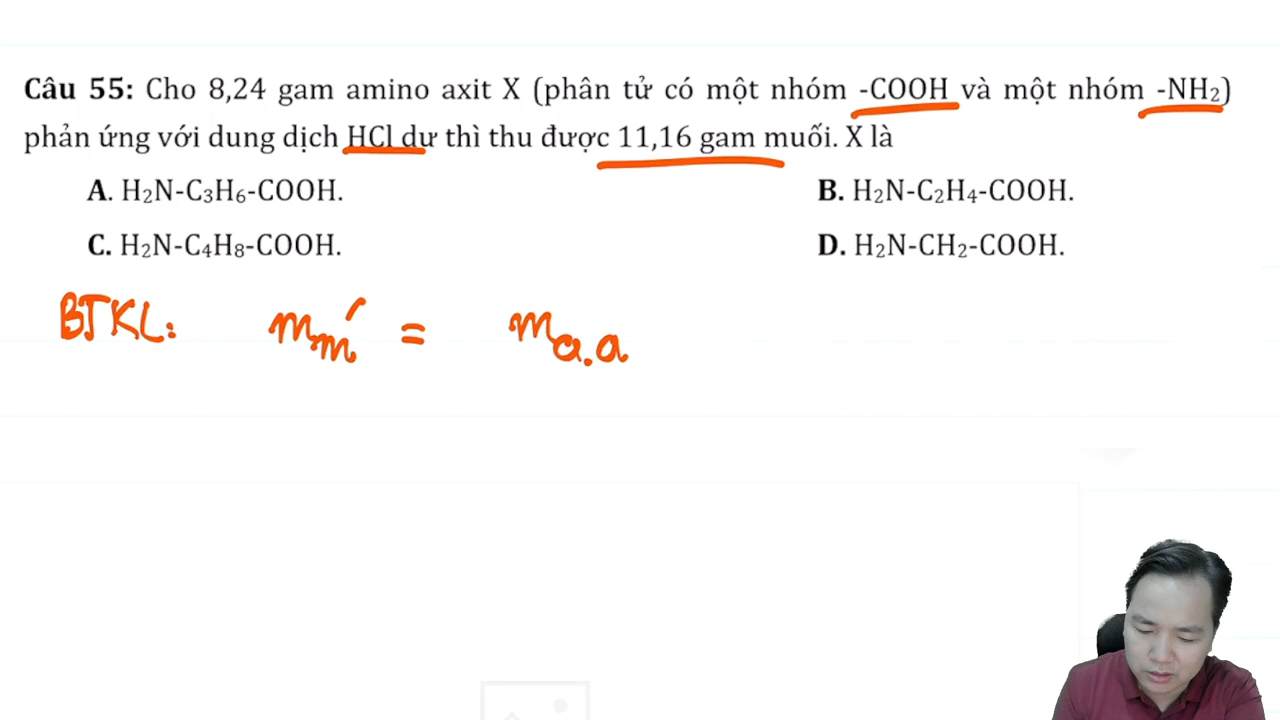 Câu 55: Cho 8,24 gam amino axit X (phân tử có một nhóm -COOH và một nhóm -NH₂)
phản ứng với dung dịch HCl dư thì thu được 11,16 gam muối. X là
A. H₂N-C₃H₆-COOH. B. H₂N-C₂H₄-COOH.
C. H₂N-C₄H₈-COOH. D. H₂N-CH₂-COOH.
BTKL: mm' = ma.a